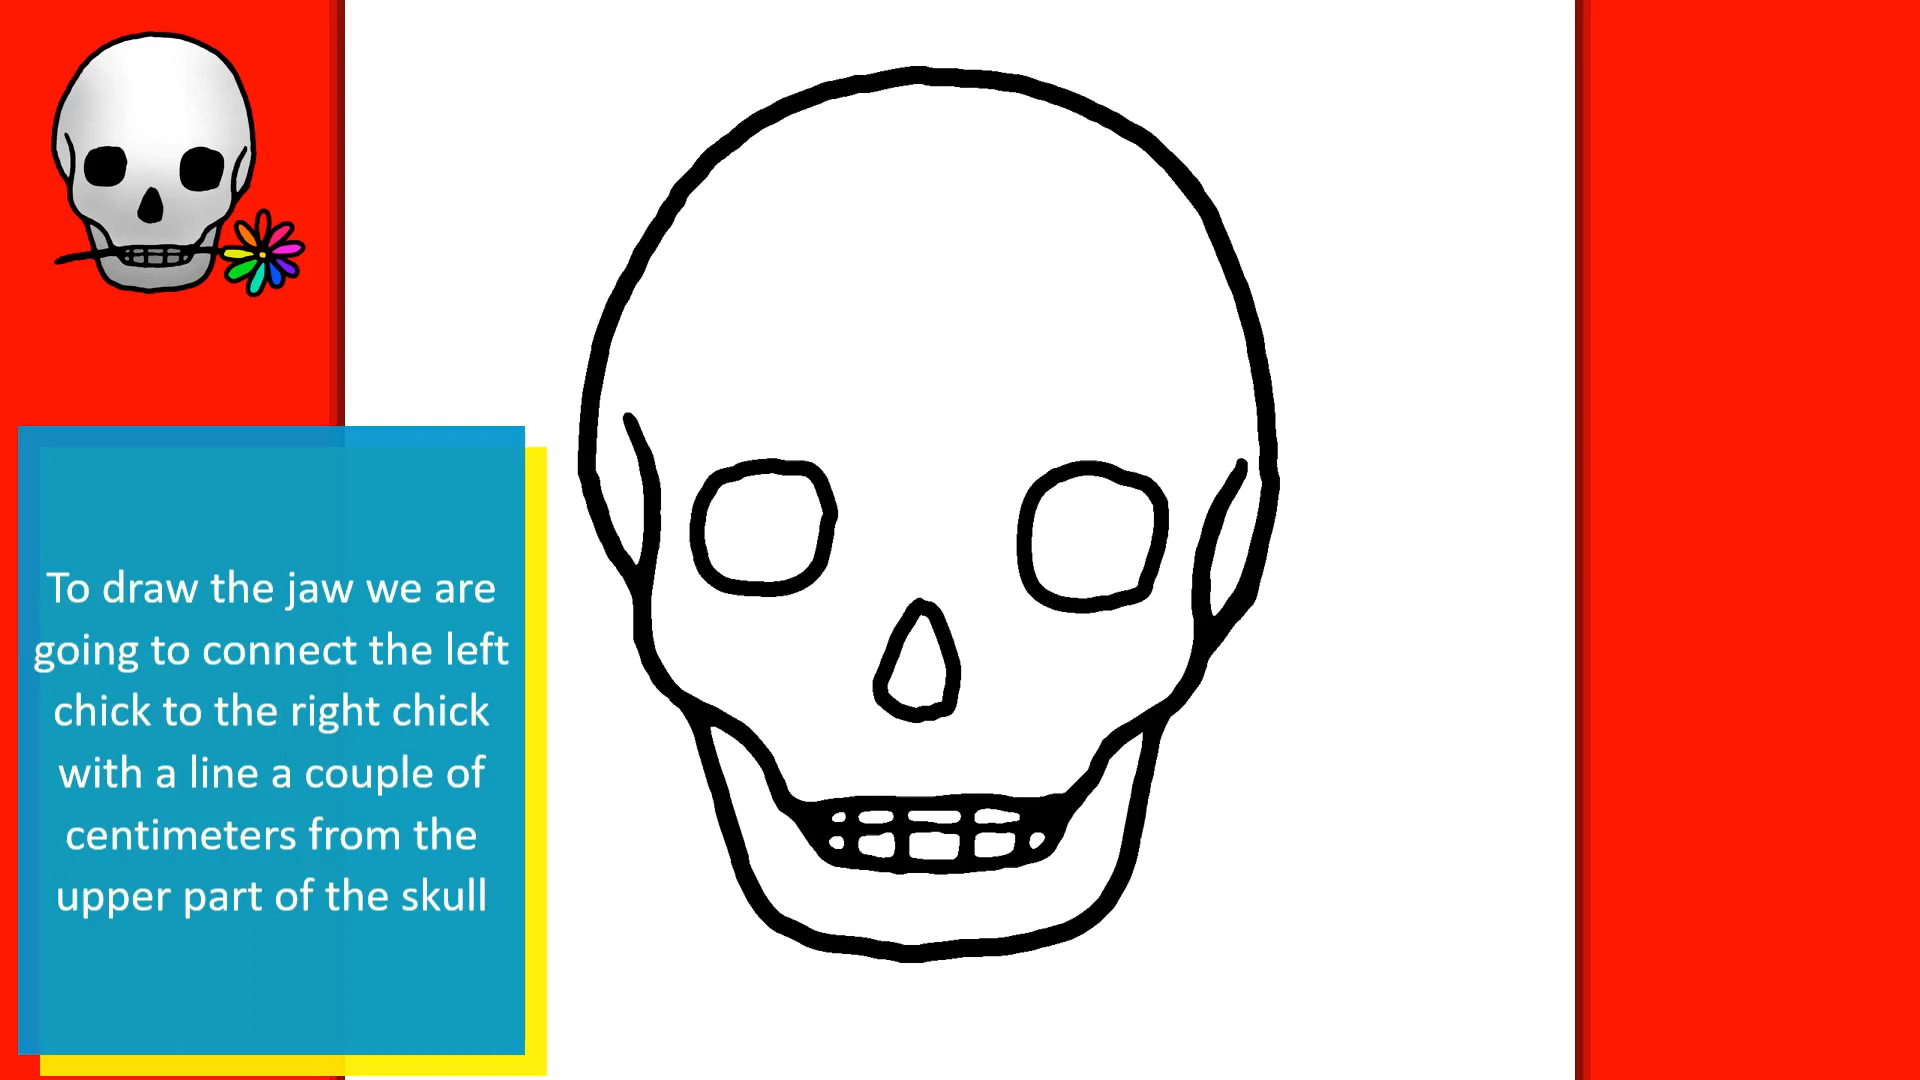 To draw the jaw we are
going to connect the left
chick to the right chick
with a line a couple of
centimeters from the
upper part of the skull